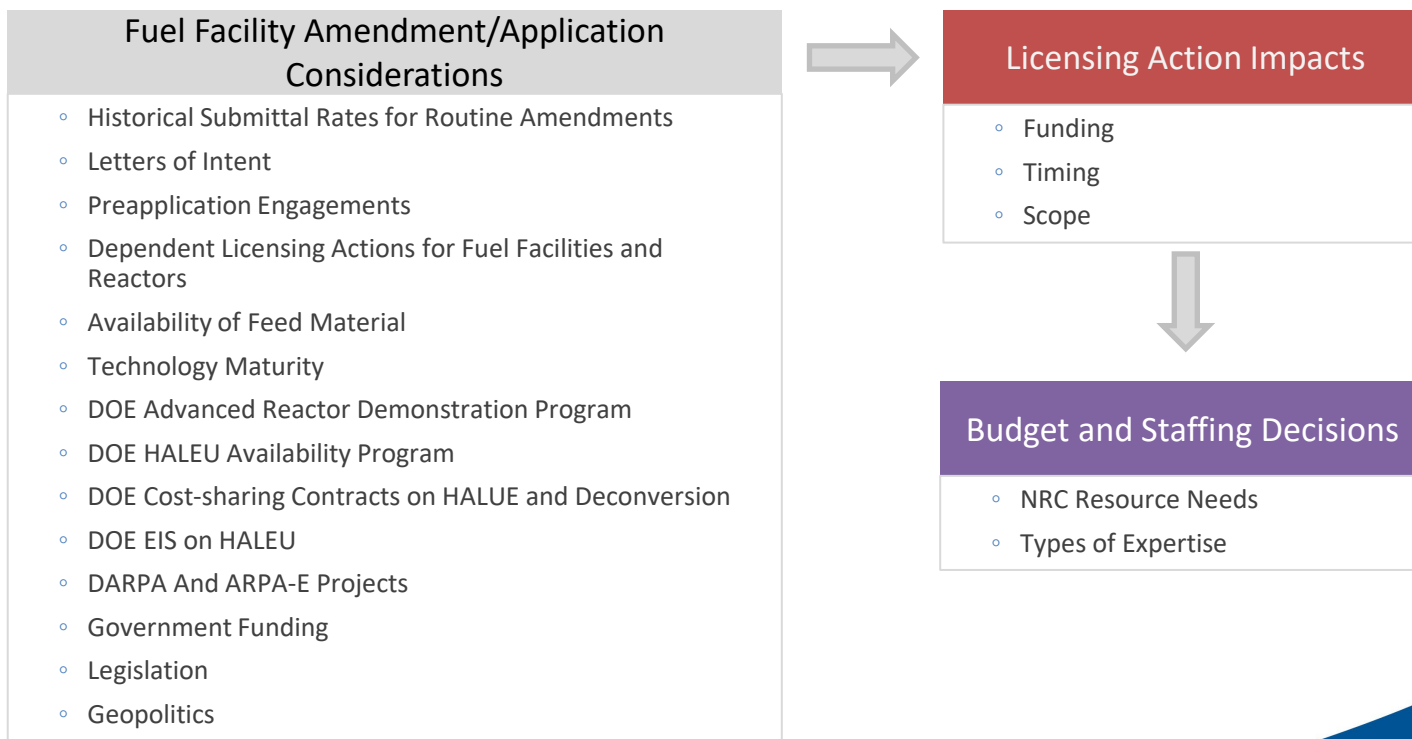 Fuel Facility Amendment/Application
Considerations
◦ Historical Submittal Rates for Routine Amendments
◦ Letters of Intent
◦ Preapplication Engagements
◦ Dependent Licensing Actions for Fuel Facilities and
Reactors
◦ Availability of Feed Material
◦ Technology Maturity
◦ DOE Advanced Reactor Demonstration Program
◦ DOE HALEU Availability Program
◦ DOE Cost-sharing Contracts on HALUE and Deconversion
◦ DOE EIS on HALEU
◦ DARPA And ARPA-E Projects
◦ Government Funding
◦ Legislation
◦ Geopolitics
Licensing Action Impacts
◦ Funding
◦ Timing
◦ Scope
Budget and Staffing Decisions
◦ NRC Resource Needs
◦ Types of Expertise